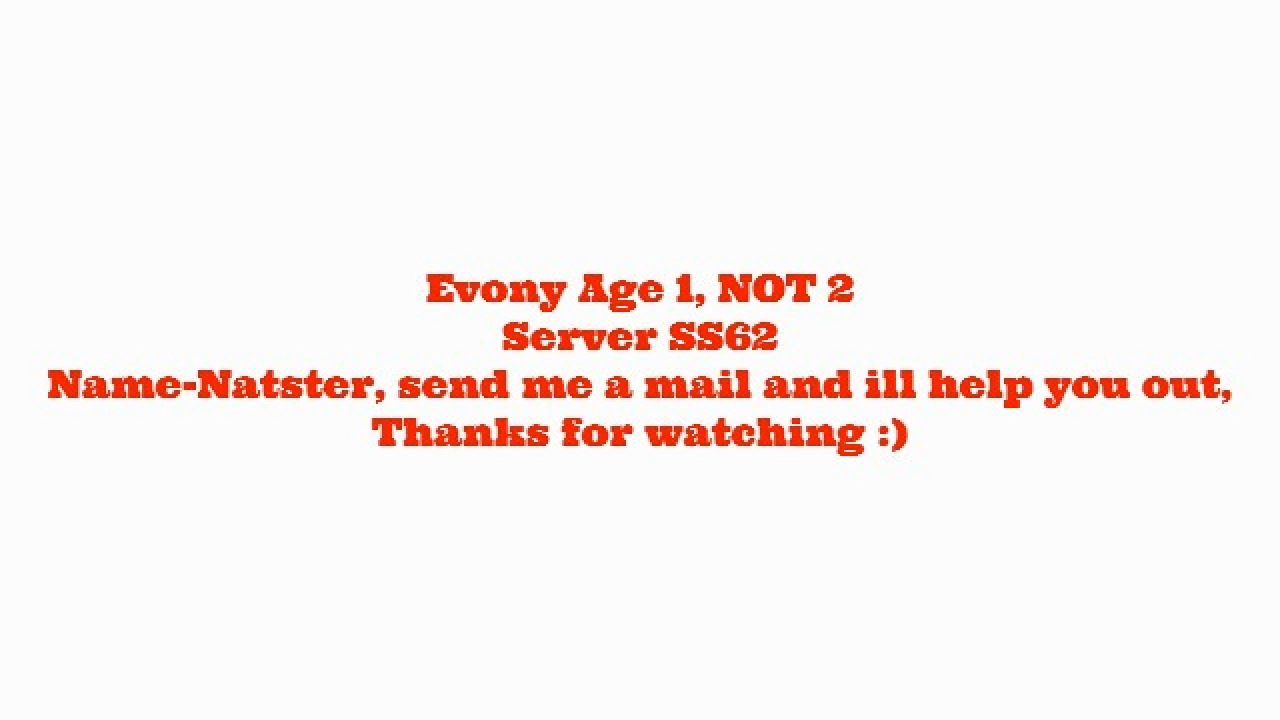 Evony Age 1, NOT 2
Server SS62
Name-Natster, send me a mail and ill help you out,
Thanks for watching :)